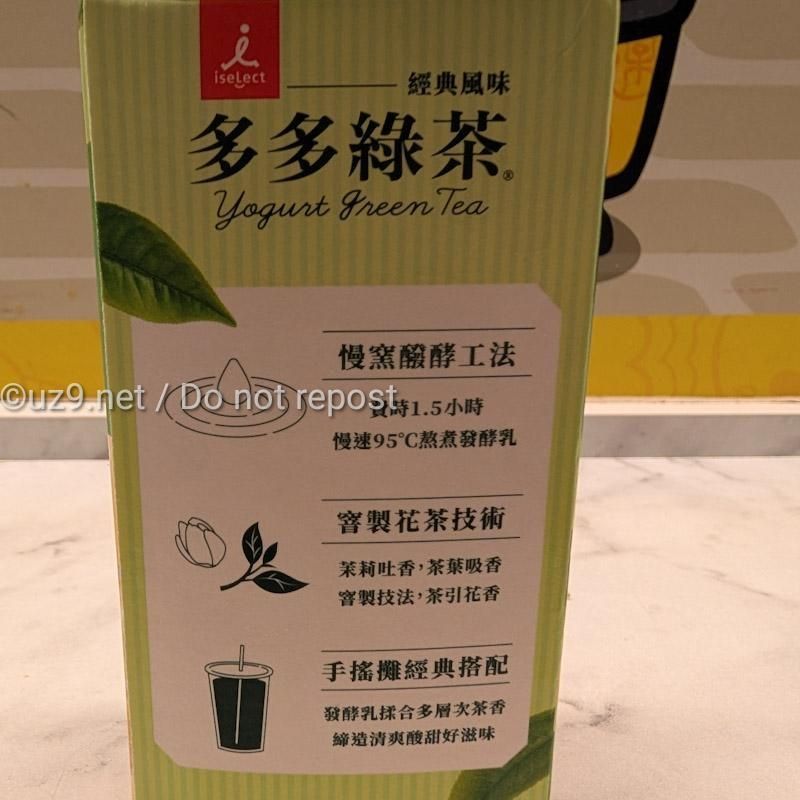 iseLect
經典風味
多多綠茶®
Yogurt Green Tea
慢窯醱酵工法
費時1.5小時
慢速95°C熬煮發酵乳
窨製花茶技術
茉莉吐香，茶葉吸香
窨製技法，茶引花香
手搖攤經典搭配
發酵乳揉合多層次茶香
締造清爽酸甜好滋味
©uz9.net / Do not repost